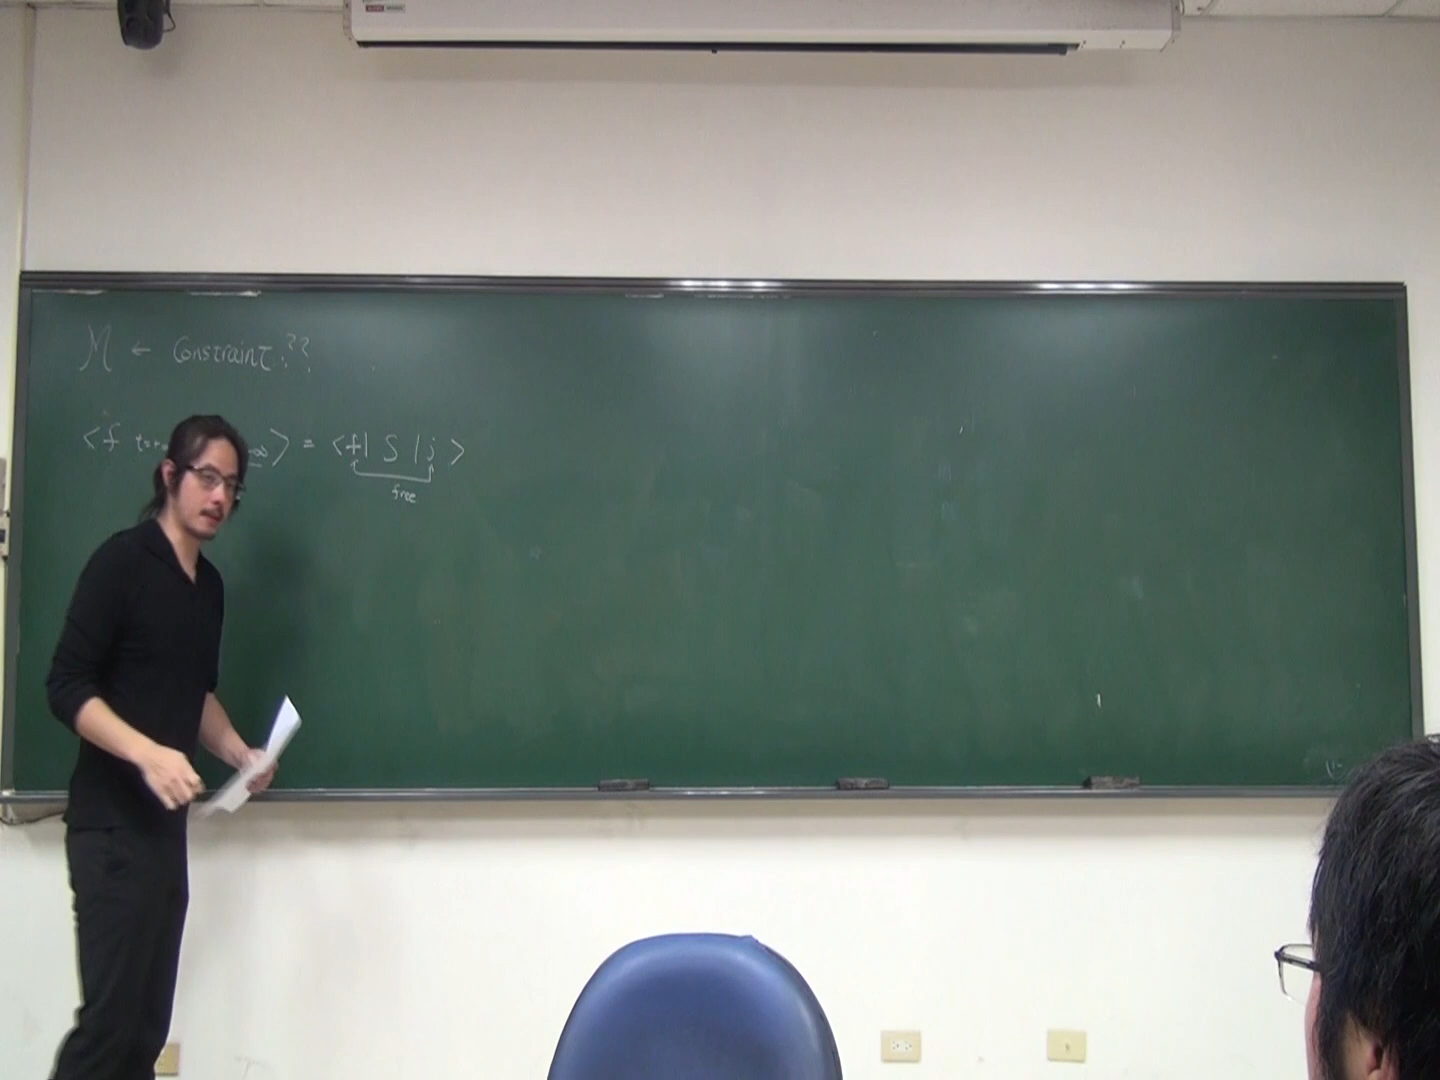 M ← Constraint ??
⟨f t=+ -∞⟩ = ⟨f| S |j⟩
free